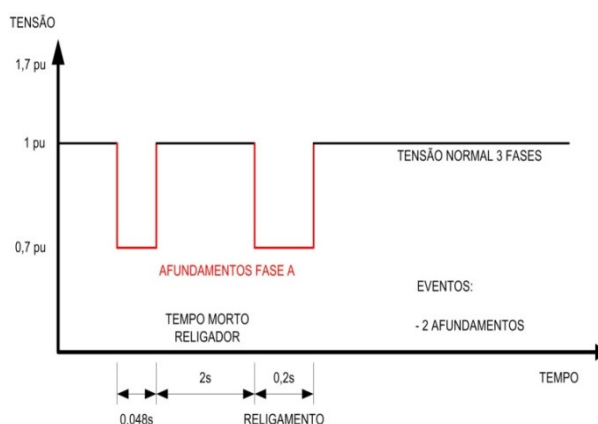 TENSÃO
1,7 pu
1 pu
TENSÃO NORMAL 3 FASES
0,7 pu
AFUNDAMENTOS FASE A
EVENTOS:
TEMPO MORTO
RELIGADOR
- 2 AFUNDAMENTOS
TEMPO
2s
0,2s
0,048s
RELIGAMENTO